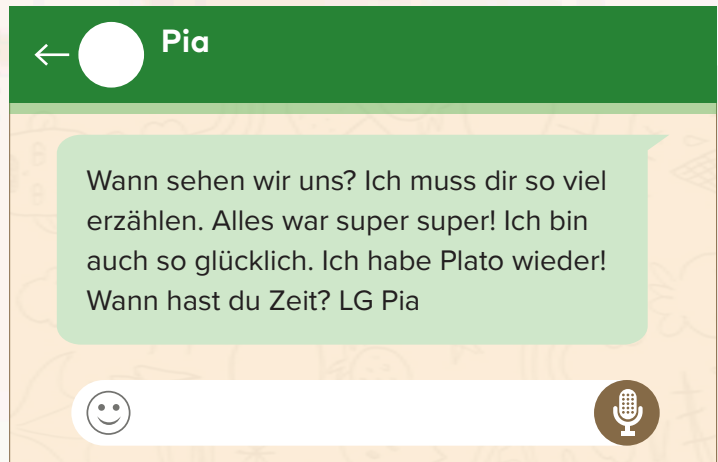 Pia
Wann sehen wir uns? Ich muss dir so viel
erzählen. Alles war super super! Ich bin
auch so glücklich. Ich habe Plato wieder!
Wann hast du Zeit? LG Pia